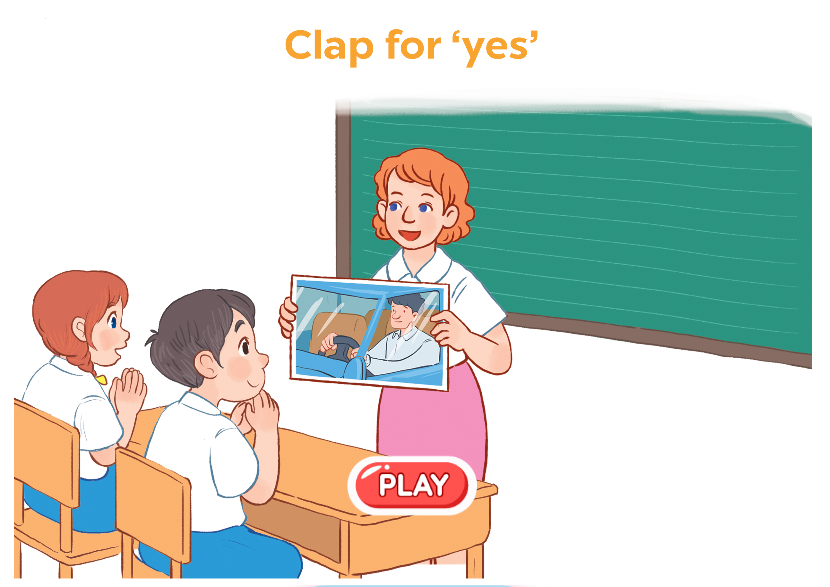 Clap for ‘yes’
PLAY